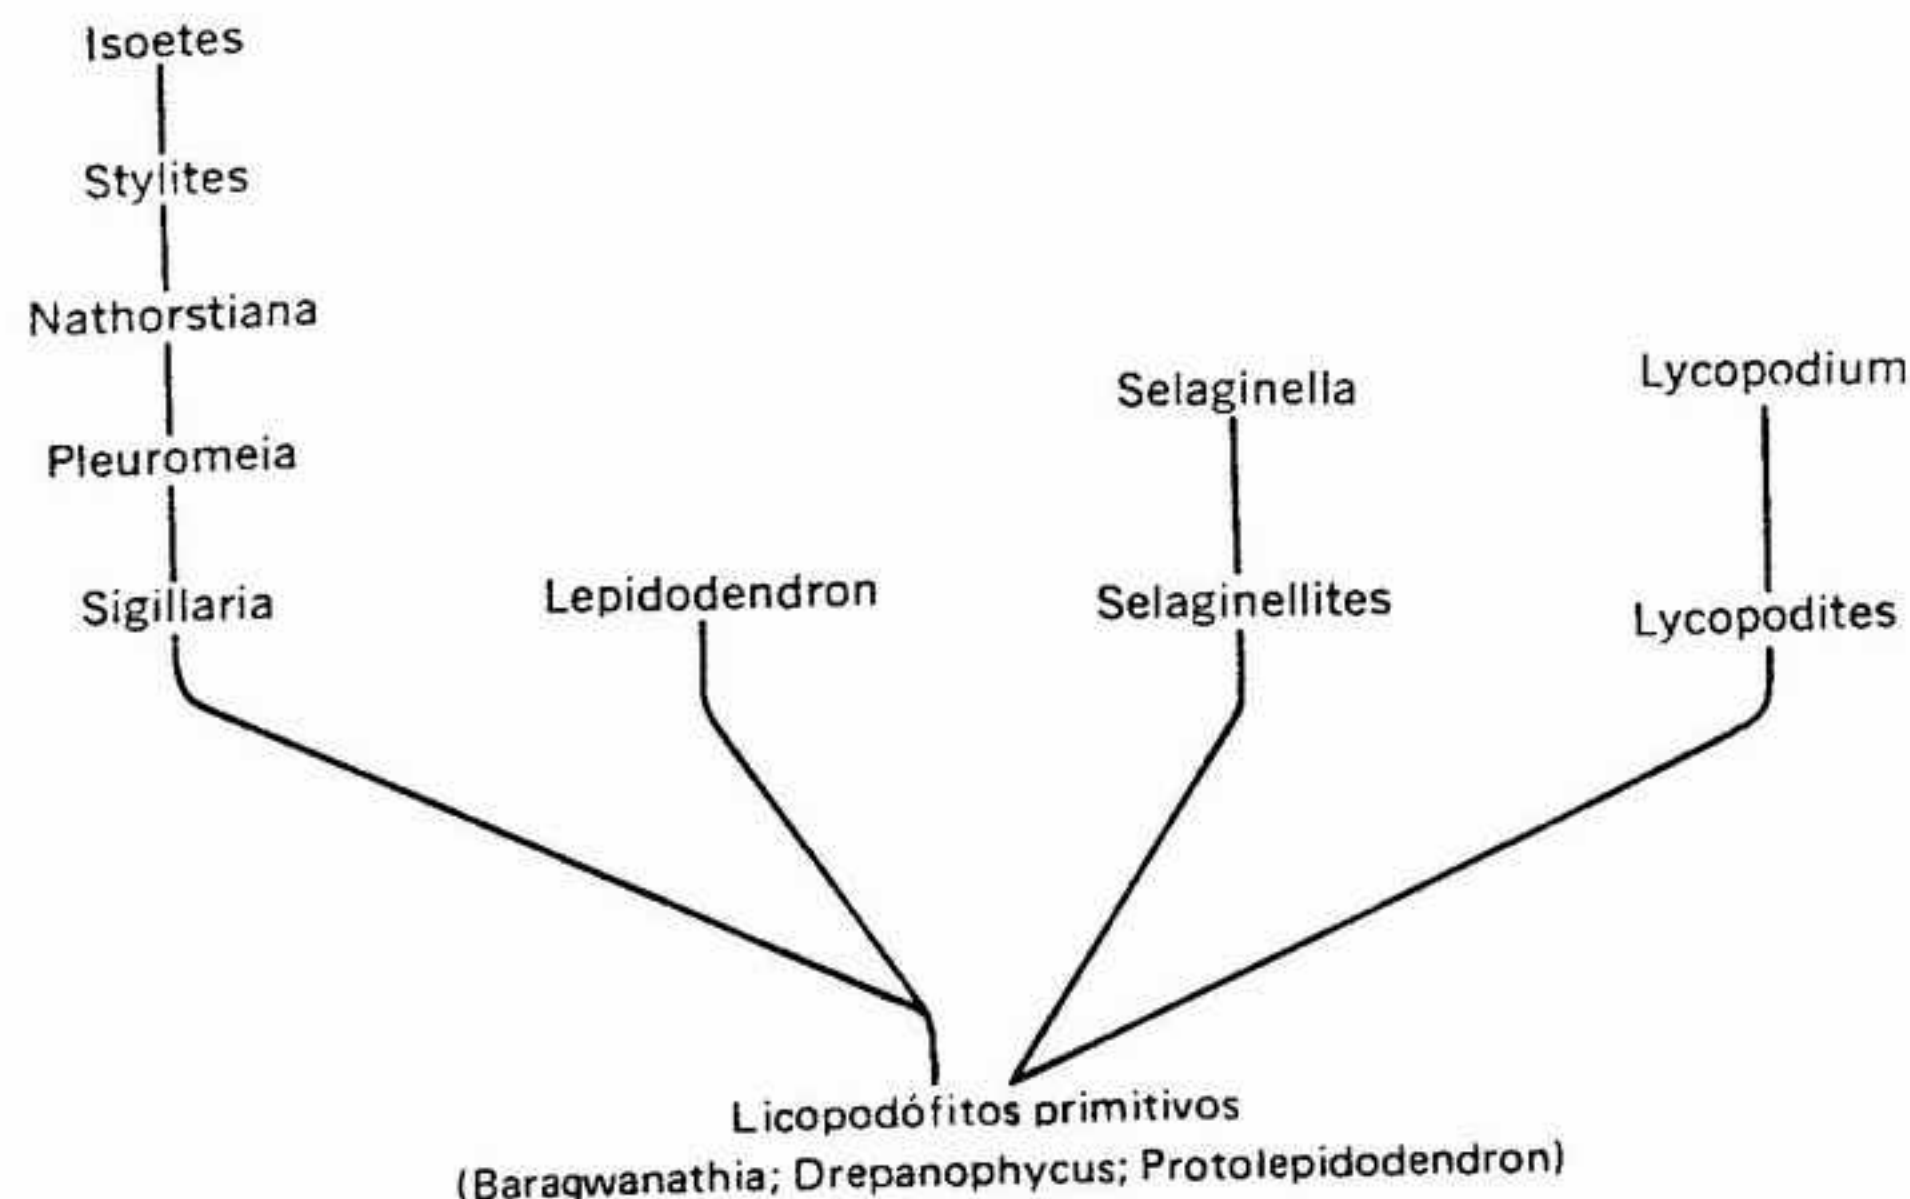 Isoetes
Stylites
Nathorstiana
Pleuromeia
Sigillaria
Lepidodendron
Selaginella
Selaginellites
Lycopodium
Lycopodites
Licopodófitos primitivos
(Baragwanathia; Drepanophycus; Protolepidodendron)